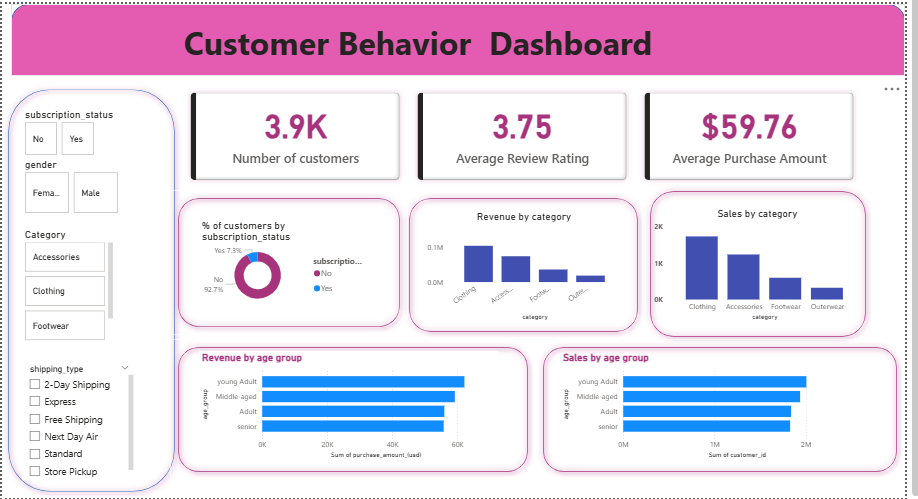 Customer Behavior  Dashboard
subscription_status
No
Yes
gender
Fema...
Male
Category
Accessories
Clothing
Footwear
shipping_type
2-Day Shipping
Express
Free Shipping
Next Day Air
Standard
Store Pickup
3.9K
Number of customers
3.75
Average Review Rating
$59.76
Average Purchase Amount
% of customers by
subscription_status
Yes 7.3%
No
92.7%
subscriptio...
No
Yes
Revenue by category
0.1M
0.0M
Clothing
Access...
Footw...
Outer...
category
Sales by category
2K
1K
0K
Clothing
Accessories
Footwear
Outerwear
category
Revenue by age group
age_group
young Adult
Middle-aged
Adult
senior
0K
20K
40K
60K
Sum of purchase_amount_(usd)
Sales by age group
age_group
young Adult
Middle-aged
Adult
senior
0M
1M
2M
Sum of customer_id